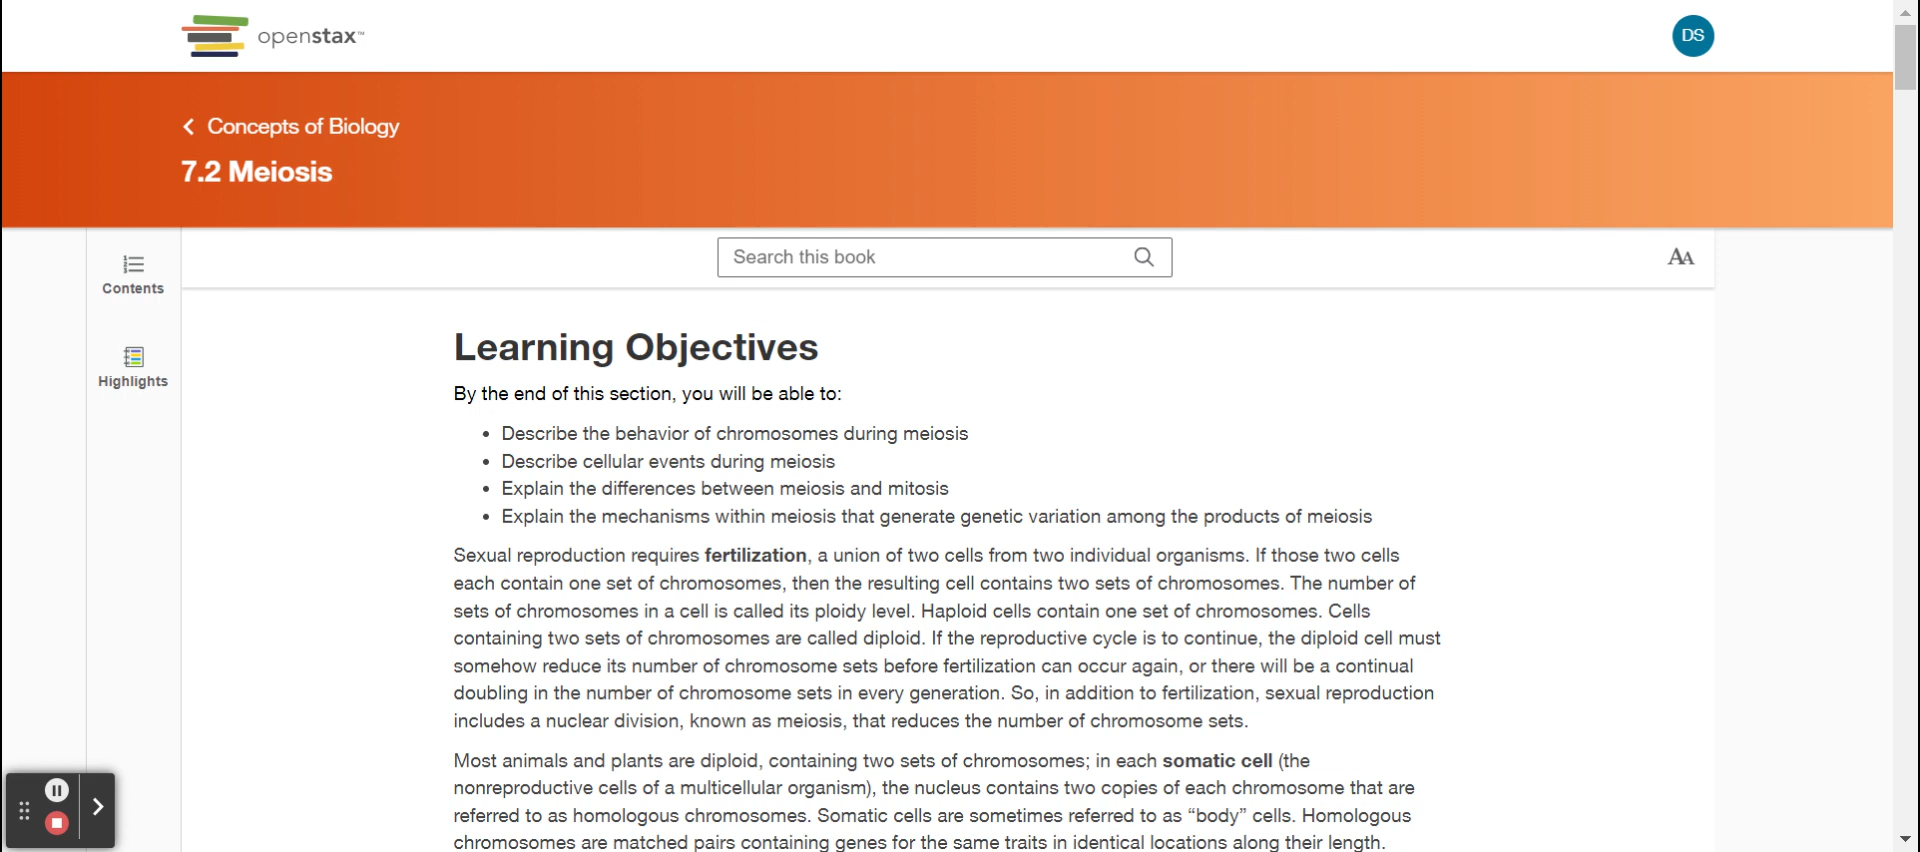 openstax™
DS
Concepts of Biology
7.2 Meiosis
Search this book
AA
Contents
Highlights
Learning Objectives
By the end of this section, you will be able to:
• Describe the behavior of chromosomes during meiosis
• Describe cellular events during meiosis
• Explain the differences between meiosis and mitosis
• Explain the mechanisms within meiosis that generate genetic variation among the products of meiosis
Sexual reproduction requires fertilization, a union of two cells from two individual organisms. If those two cells
each contain one set of chromosomes, then the resulting cell contains two sets of chromosomes. The number of
sets of chromosomes in a cell is called its ploidy level. Haploid cells contain one set of chromosomes. Cells
containing two sets of chromosomes are called diploid. If the reproductive cycle is to continue, the diploid cell must
somehow reduce its number of chromosome sets before fertilization can occur again, or there will be a continual
doubling in the number of chromosome sets in every generation. So, in addition to fertilization, sexual reproduction
includes a nuclear division, known as meiosis, that reduces the number of chromosome sets.
Most animals and plants are diploid, containing two sets of chromosomes; in each somatic cell (the
nonreproductive cells of a multicellular organism), the nucleus contains two copies of each chromosome that are
referred to as homologous chromosomes. Somatic cells are sometimes referred to as “body” cells. Homologous
chromosomes are matched pairs containing genes for the same traits in identical locations along their length.